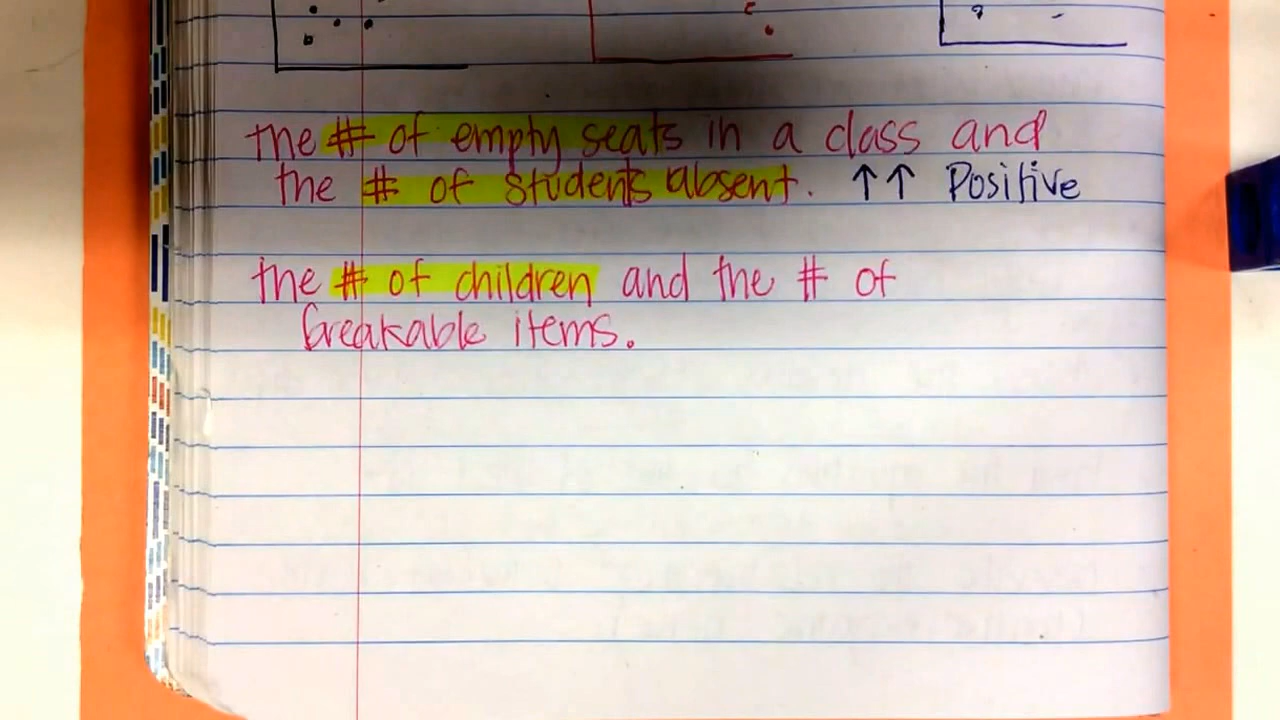 the # of empty seats in a class and
the # of students absent. ↑↑ Positive
the # of children and the # of
breakable items.